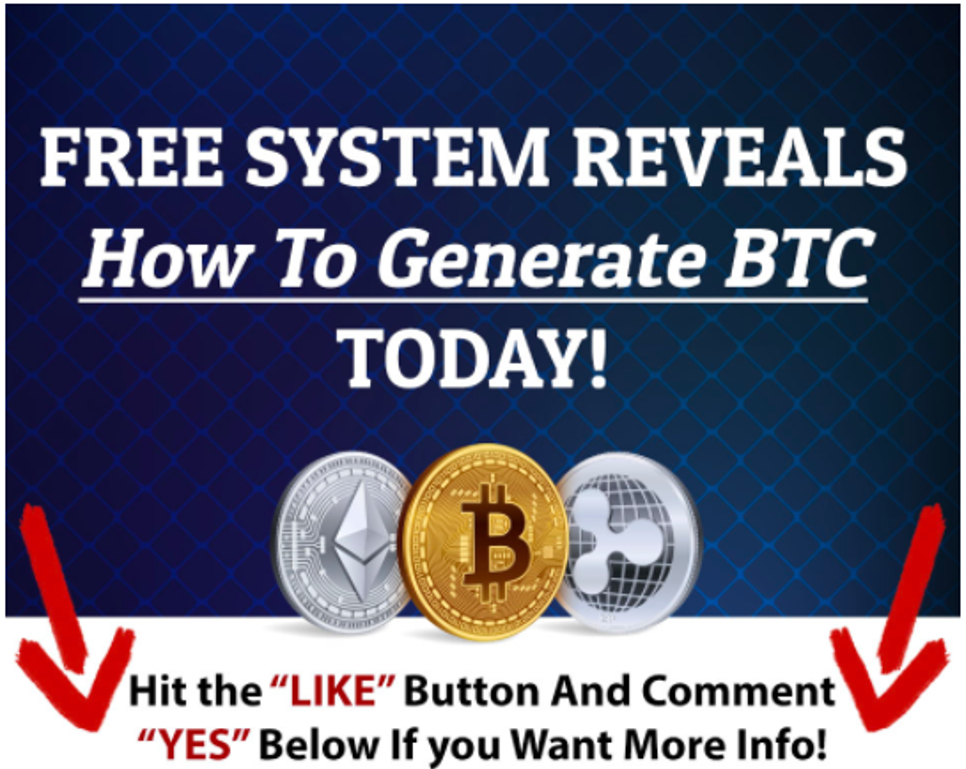 FREE SYSTEM REVEALS
How To Generate BTC
TODAY!
Hit the “LIKE” Button And Comment
“YES” Below If you Want More Info!